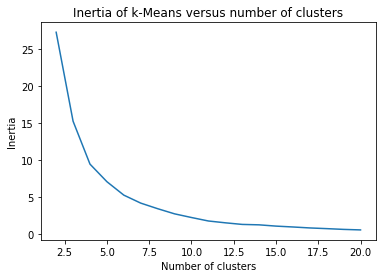 Inertia of k-Means versus number of clusters
Inertia
25
20
15
10
5
0
2.5 5.0 7.5 10.0 12.5 15.0 17.5 20.0
Number of clusters